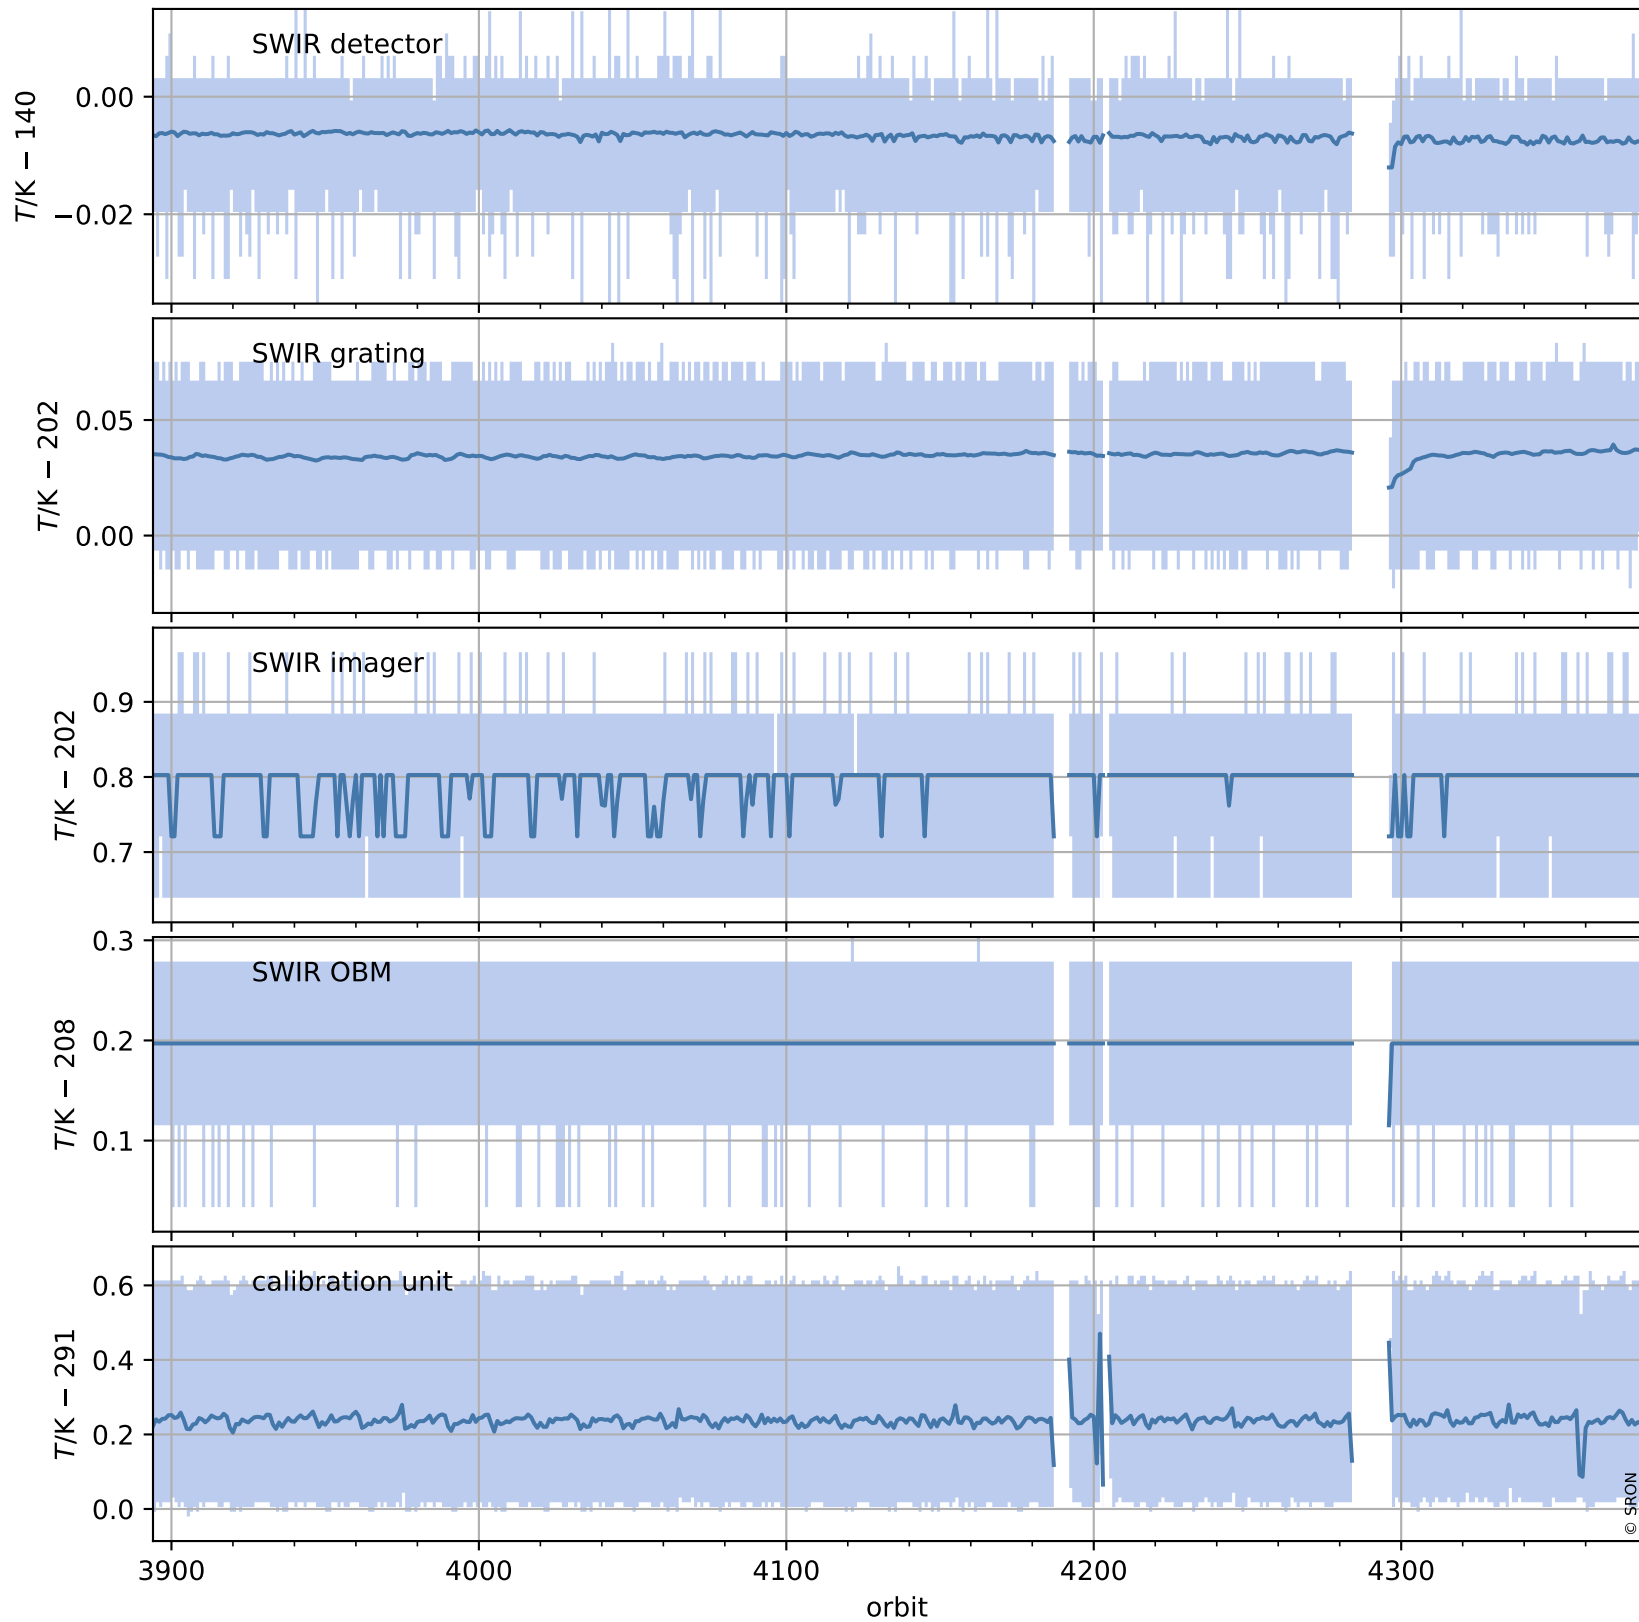 SWIR detector
0.00
−0.02
T/K − 140
SWIR grating
0.05
0.00
T/K − 202
SWIR imager
0.9
0.8
0.7
T/K − 202
SWIR OBM
0.3
0.2
0.1
T/K − 208
calibration unit
0.6
0.4
0.2
0.0
T/K − 291
© SRON
3900 4000 4100 4200 4300
orbit